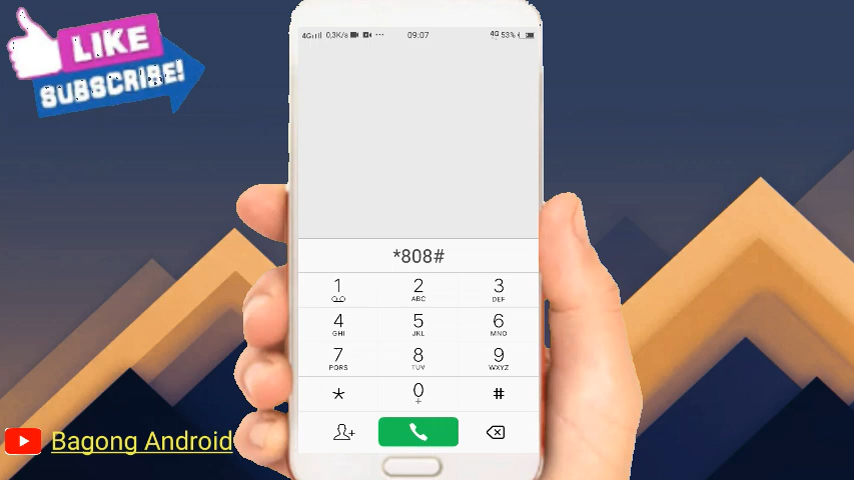 LIKE
SUBSCRIBE!
4G 0,3K/s ··· 09:07 4G 53%
*808#
1 2 3
ABC DEF
4 5 6
GHI JKL MNO
7 8 9
PQRS TUV WXYZ
* 0 #
+
Bagong Android